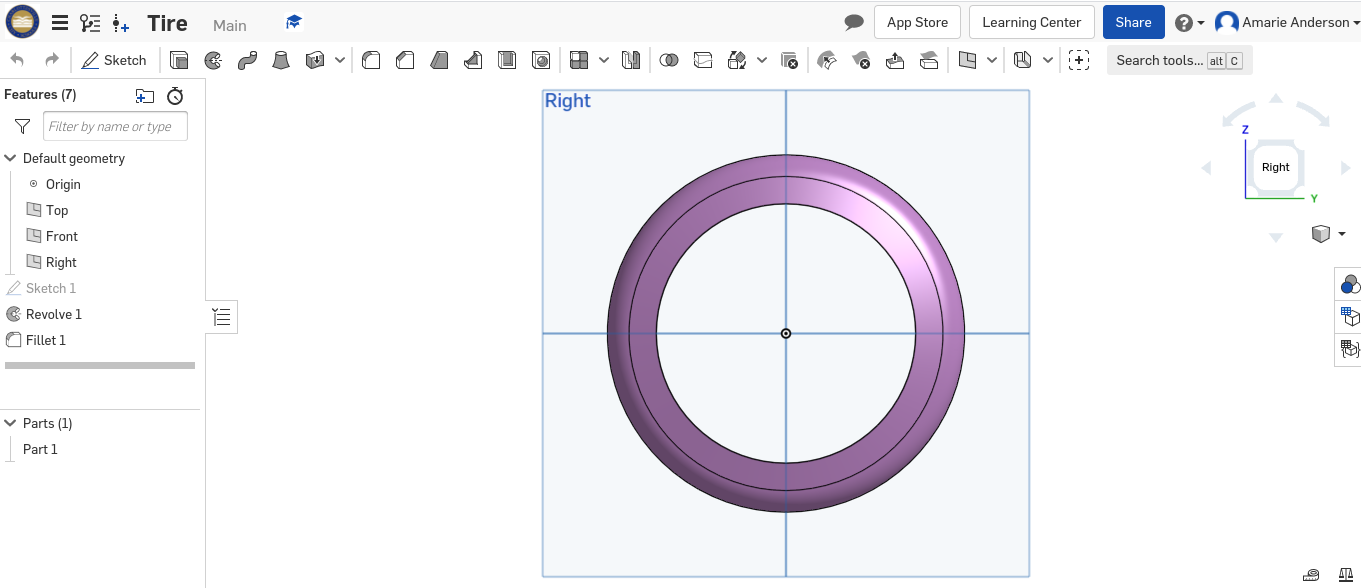 Tire Main
App Store
Learning Center
Share
Amarie Anderson
Sketch
Search tools... alt C
Features (7)
Filter by name or type
Default geometry
Origin
Top
Front
Right
Sketch 1
Revolve 1
Fillet 1
Parts (1)
Part 1
Right
Z
Right
Y